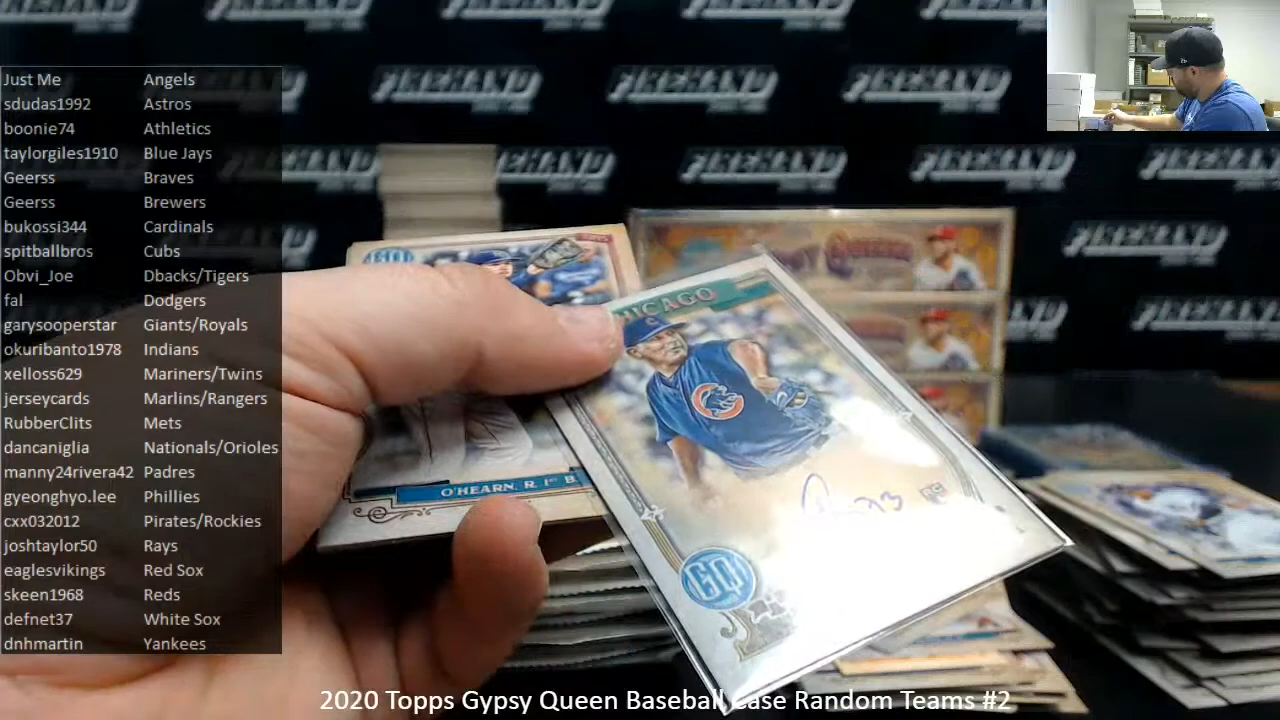 Just Me Angels
sdudas1992 Astros
boonie74 Athletics
taylorgiles1910 Blue Jays
Geerss Braves
Geerss Brewers
bukossi344 Cardinals
spitballbros Cubs
Obvi_Joe Dbacks/Tigers
fal Dodgers
garysooperstar Giants/Royals
okuribanto1978 Indians
xelloss629 Mariners/Twins
jerseycards Marlins/Rangers
RubberClits Mets
dancaniglia Nationals/Orioles
manny24rivera42 Padres
gyeonghyo.lee Phillies
cxx032012 Pirates/Rockies
joshtaylor50 Rays
eaglesvikings Red Sox
skeen1968 Reds
defnet37 White Sox
dnhmartin Yankees
FIREHAND
HICAGO
O'HEARN, R. 1ST B
GQ
2020 Topps Gypsy Queen Baseball Case Random Teams #2